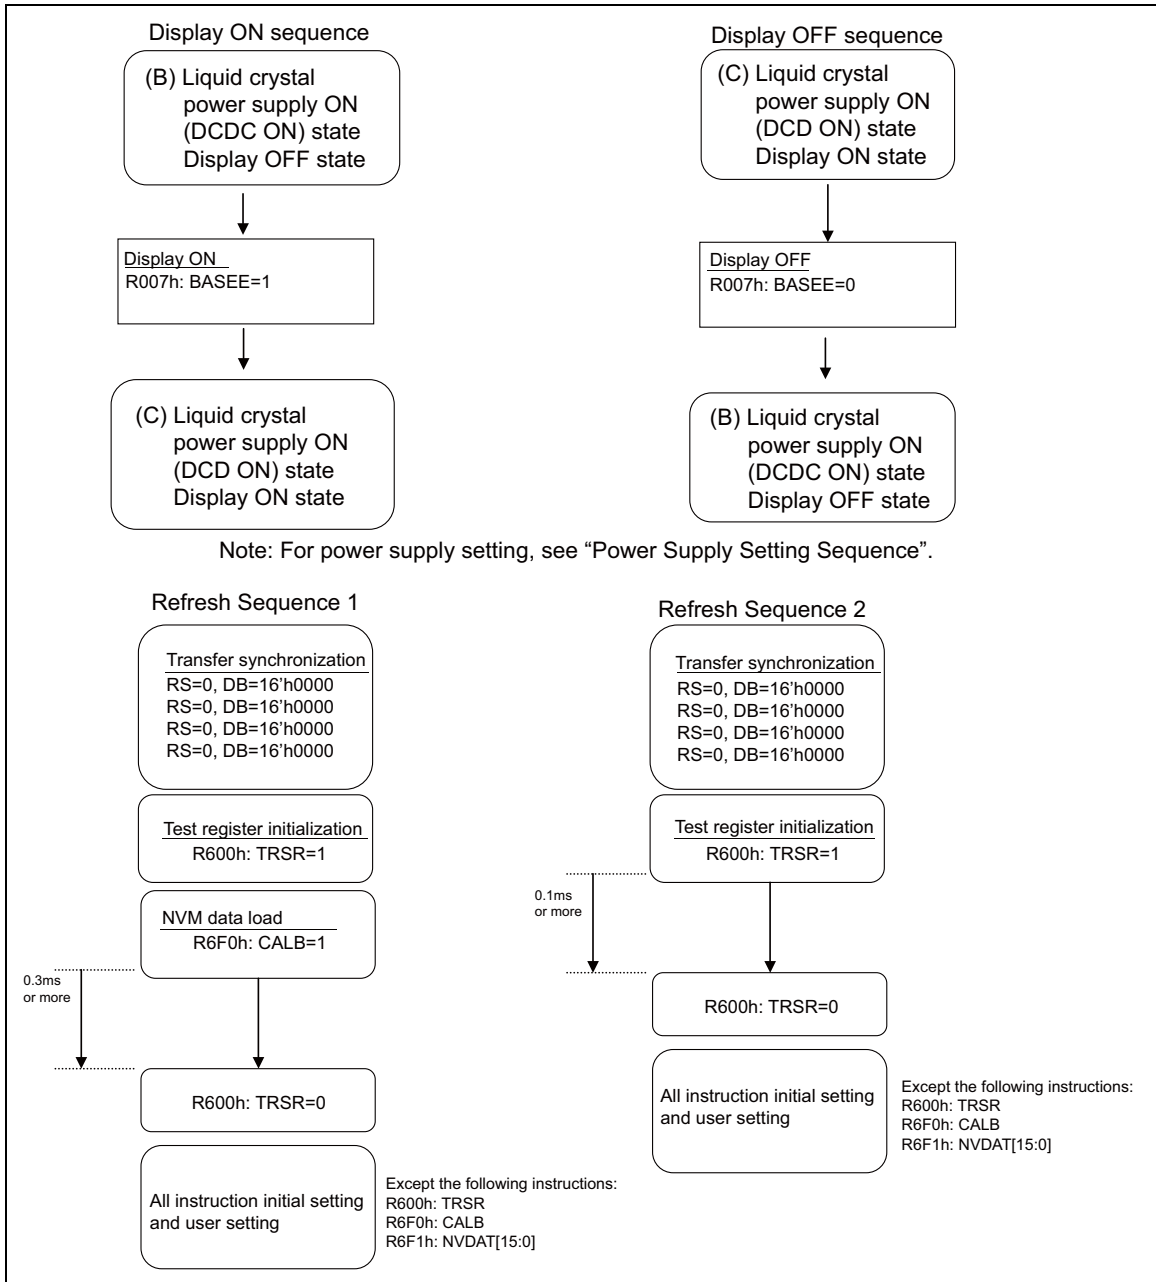 Display ON sequence
(B) Liquid crystal
power supply ON
(DCDC ON) state
Display OFF state
Display ON
R007h: BASEE=1
(C) Liquid crystal
power supply ON
(DCD ON) state
Display ON state
Display OFF sequence
(C) Liquid crystal
power supply ON
(DCD ON) state
Display ON state
Display OFF
R007h: BASEE=0
(B) Liquid crystal
power supply ON
(DCDC ON) state
Display OFF state
Note: For power supply setting, see “Power Supply Setting Sequence”.
Refresh Sequence 1
Transfer synchronization
RS=0, DB=16’h0000
RS=0, DB=16’h0000
RS=0, DB=16’h0000
RS=0, DB=16’h0000
Test register initialization
R600h: TRSR=1
NVM data load
R6F0h: CALB=1
0.3ms
or more
R600h: TRSR=0
All instruction initial setting
and user setting
Except the following instructions:
R600h: TRSR
R6F0h: CALB
R6F1h: NVDAT[15:0]
Refresh Sequence 2
Transfer synchronization
RS=0, DB=16’h0000
RS=0, DB=16’h0000
RS=0, DB=16’h0000
RS=0, DB=16’h0000
Test register initialization
R600h: TRSR=1
0.1ms
or more
R600h: TRSR=0
All instruction initial setting
and user setting
Except the following instructions:
R600h: TRSR
R6F0h: CALB
R6F1h: NVDAT[15:0]